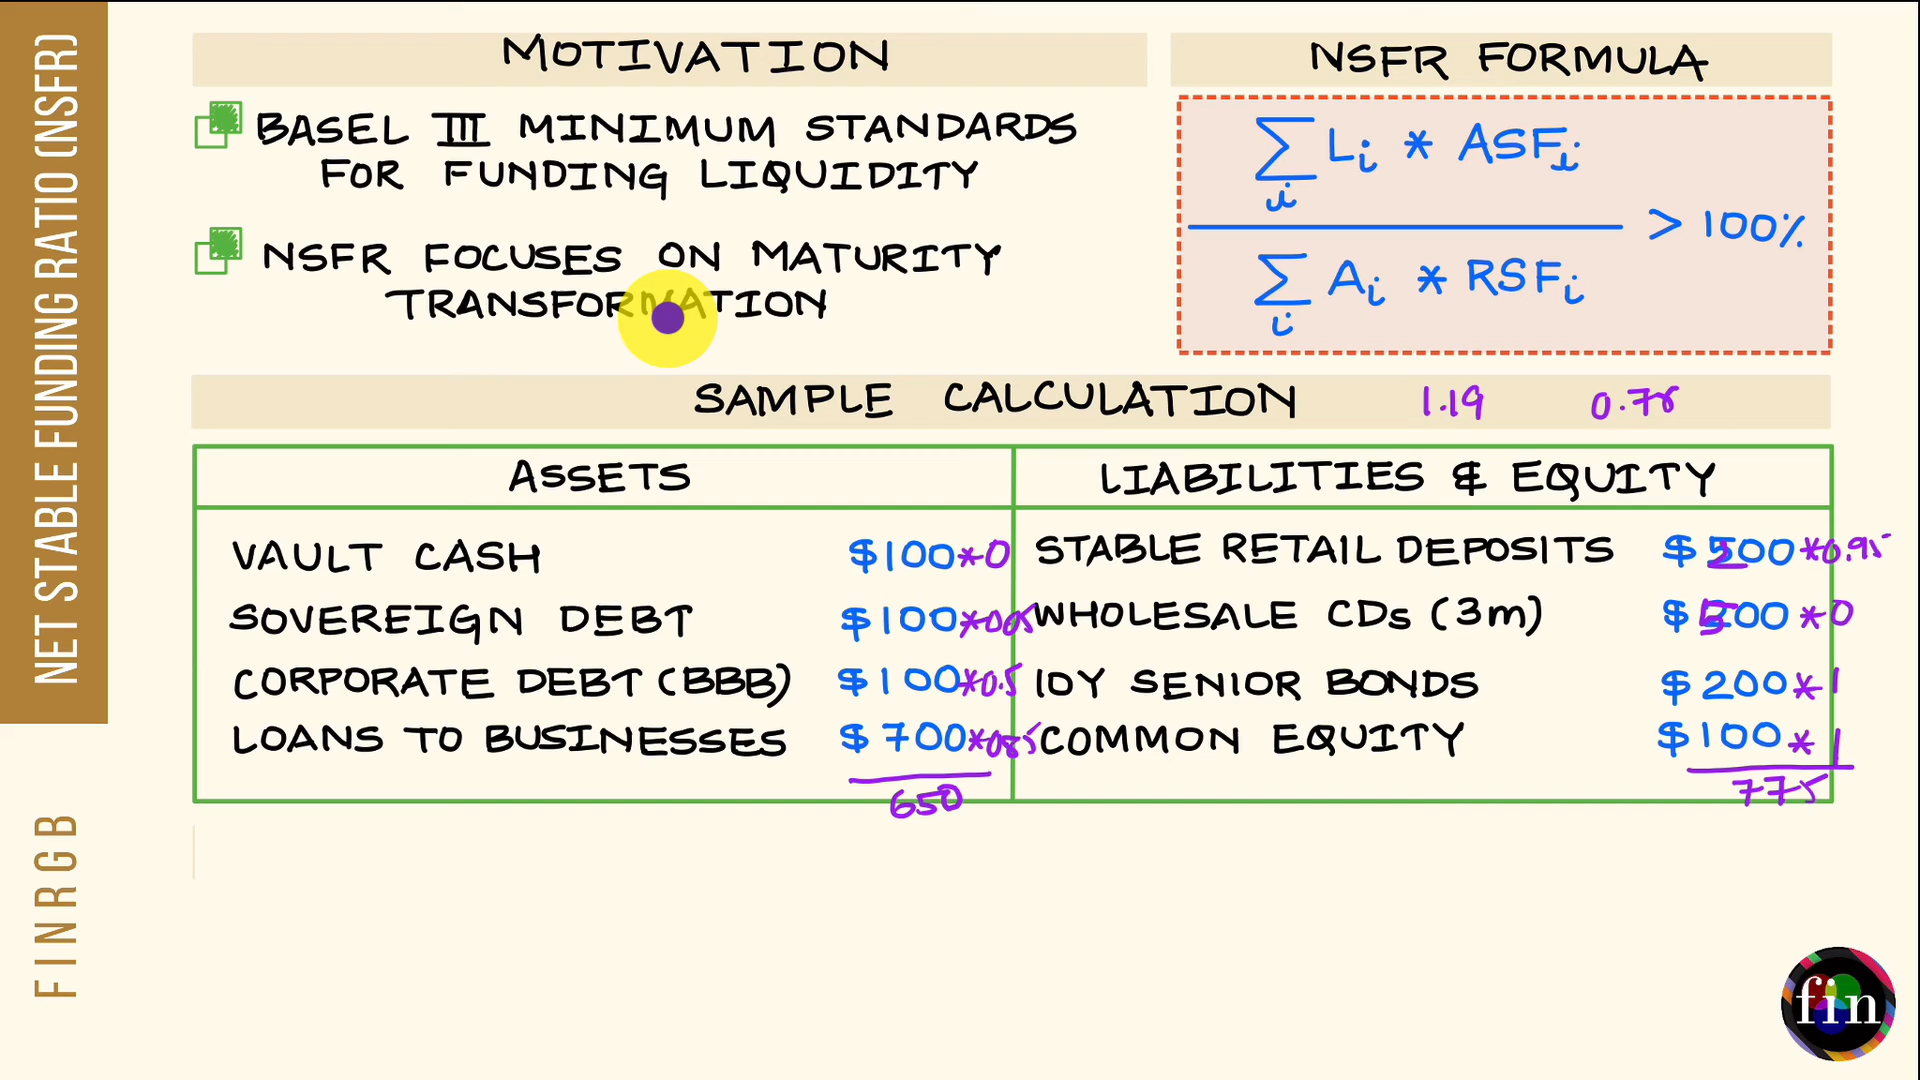 NET STABLE FUNDING RATIO (NSFR)
FINRGB
MOTIVATION
BASEL III MINIMUM STANDARDS
FOR FUNDING LIQUIDITY
NSFR FOCUSES ON MATURITY
TRANSFORMATION
NSFR FORMULA
∑ᵢ Lᵢ * ASFᵢ
> 100%
∑ᵢ Aᵢ * RSFᵢ
SAMPLE CALCULATION 1.19
ASSETS
VAULT CASH $100*0
SOVEREIGN DEBT $100*0.05
CORPORATE DEBT (BBB) $100*0.5
LOANS TO BUSINESSES $700*0.85
650
LIABILITIES & EQUITY
STABLE RETAIL DEPOSITS *0.95
WHOLESALE CDs (3m) *0
10Y SENIOR BONDS $200*1
COMMON EQUITY $100*1
775
fin